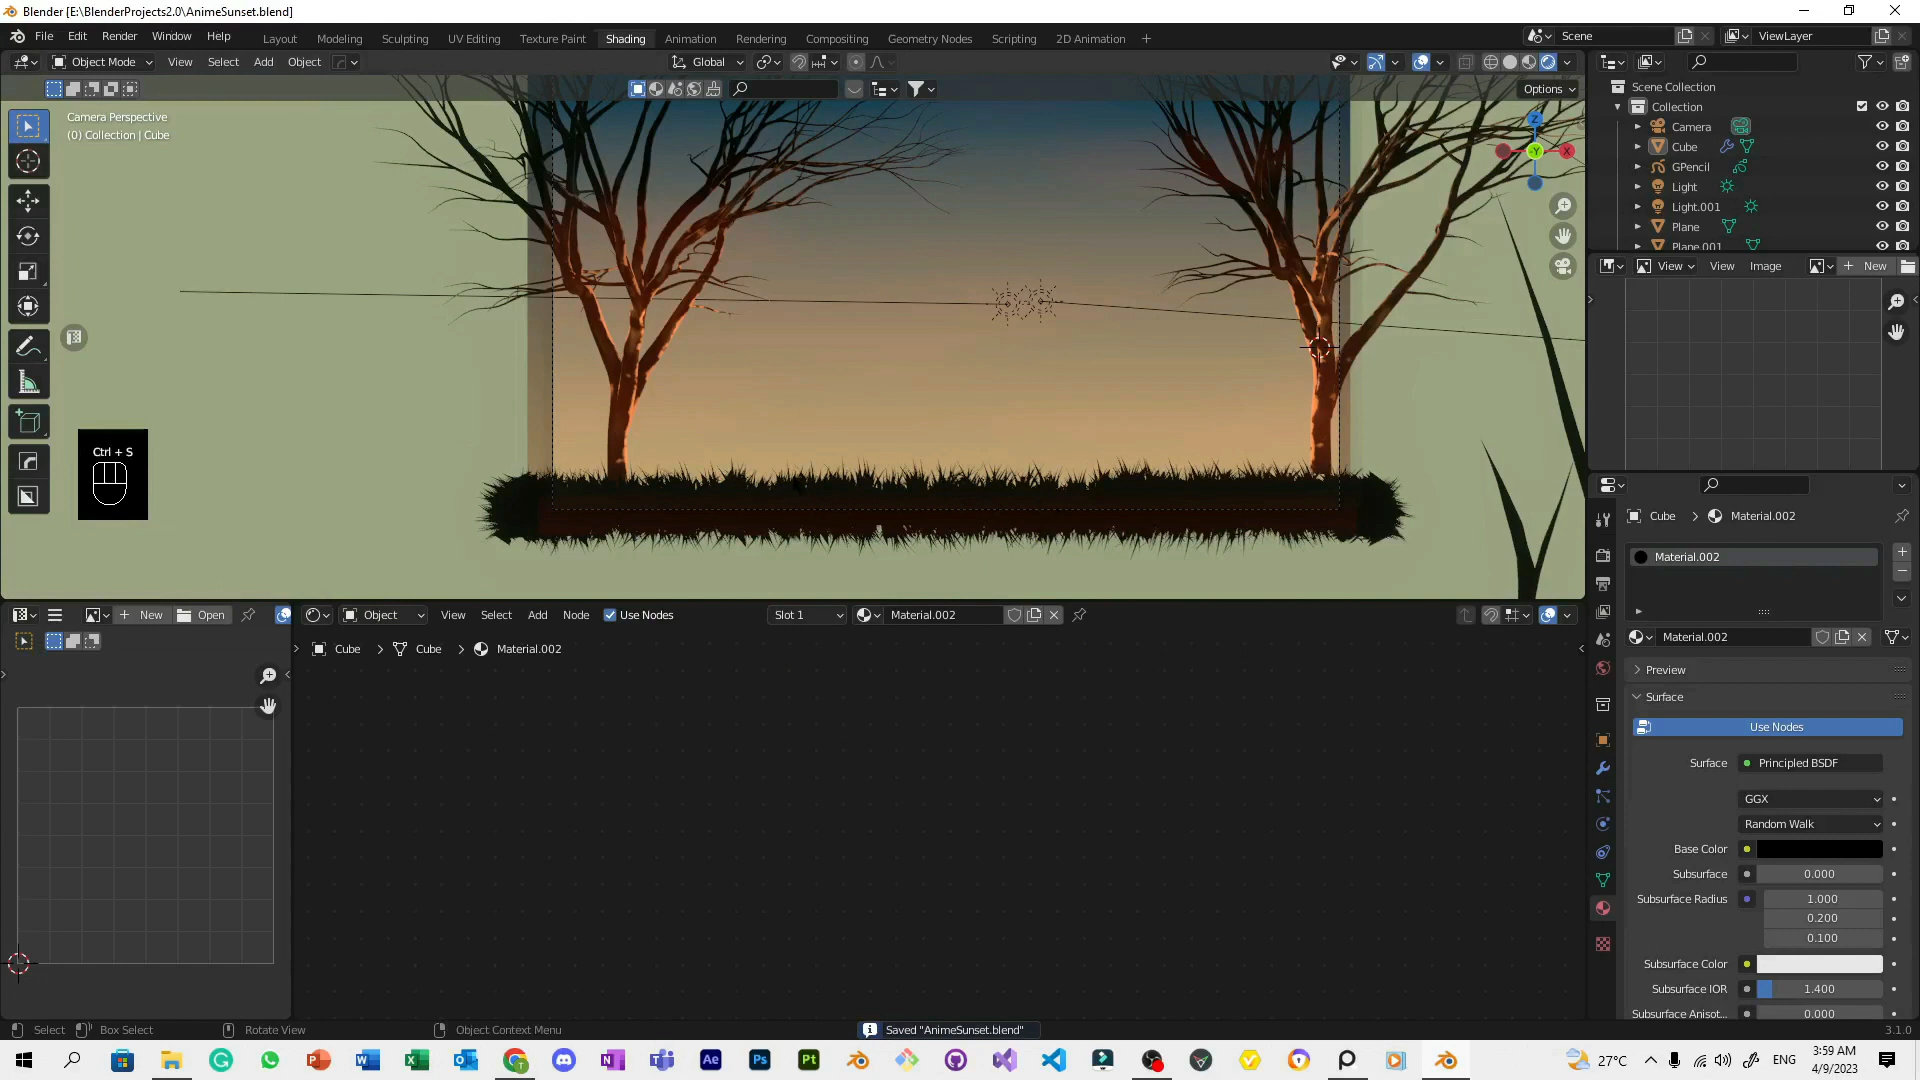 Blender [E:\BlenderProjects2.0\AnimeSunset.blend]
File Edit Render Window Help
Layout Modeling Sculpting UV Editing Texture Paint Shading Animation Rendering Compositing Geometry Nodes Scripting 2D Animation +
Scene
ViewLayer
Object Mode View Select Add Object
Global
Options
Camera Perspective
(0) Collection | Cube
Z
-Y
X
Ctrl + S
Scene Collection
Collection
Camera
Cube
GPencil
Light
Light.001
Plane
Plane.001
View View Image New
Cube > Material.002
Material.002
Material.002
Preview
Surface
Use Nodes
Surface Principled BSDF
GGX
Random Walk
Base Color
Subsurface 0.000
Subsurface Radius 1.000
0.200
0.100
Subsurface Color
Subsurface IOR 1.400
Subsurface Anisot... 0.000
New Open
Object View Select Add Node Use Nodes Slot 1 Material.002
Cube > Cube > Material.002
Select Box Select Rotate View Object Context Menu
Saved "AnimeSunset.blend"
3.1.0
27°C
ENG
3:59 AM
4/9/2023